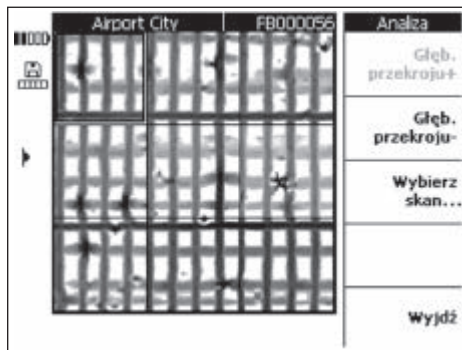 Airport City FB000056 Analiza
Głęb.
przekroju+
Głęb.
przekroju-
Wybierz
skan...
Wyjdź